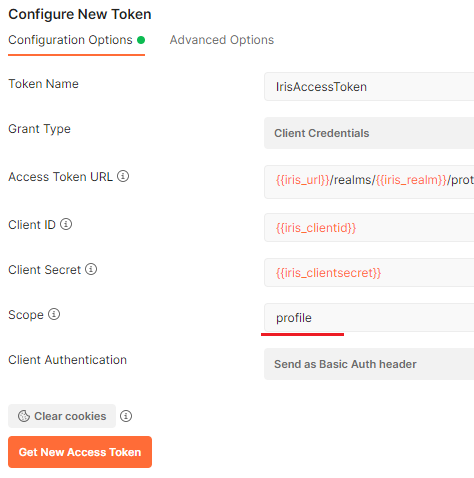 Configure New Token
Configuration Options Advanced Options
Token Name IrisAccessToken
Grant Type Client Credentials
Access Token URL {{iris_url}}/realms/{{iris_realm}}/prot
Client ID {{iris_clientid}}
Client Secret {{iris_clientsecret}}
Scope profile
Client Authentication Send as Basic Auth header
Clear cookies
Get New Access Token